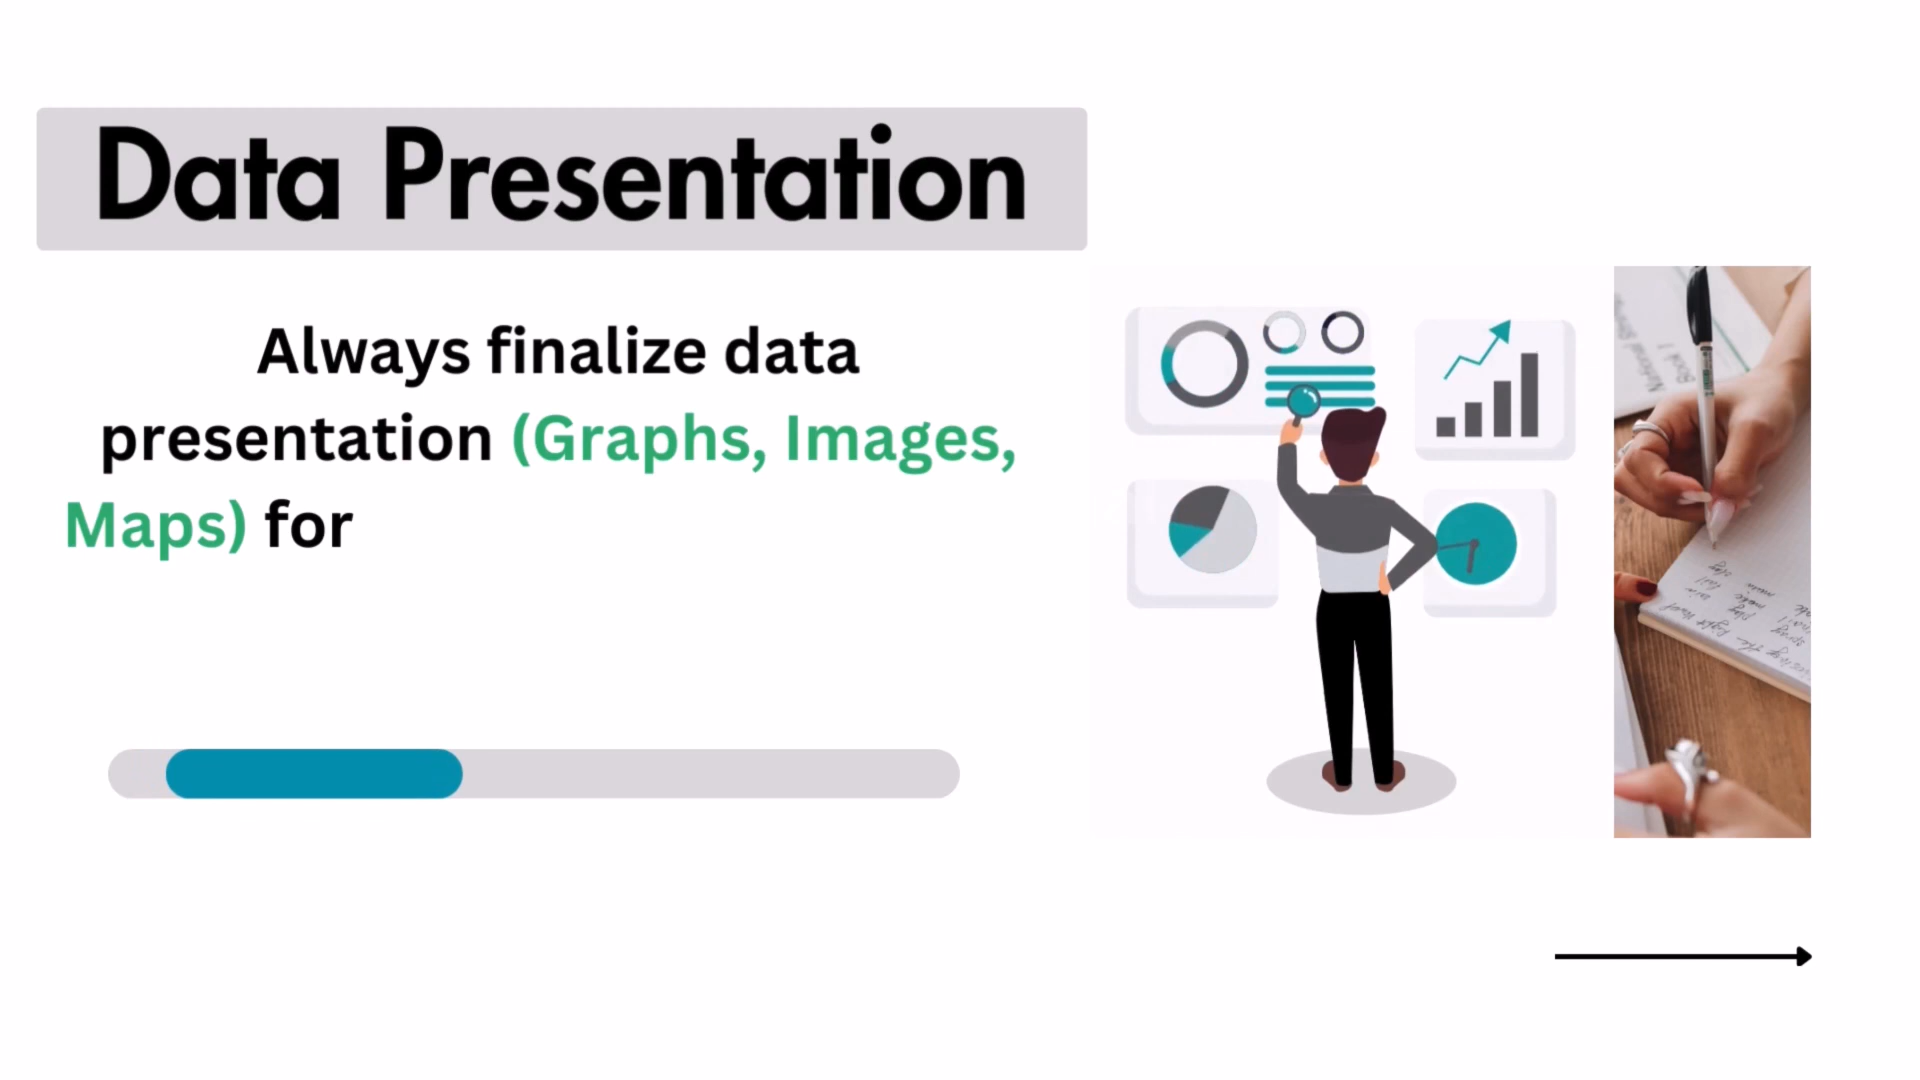 Data Presentation
Always finalize data
presentation (Graphs, Images,
Maps) for